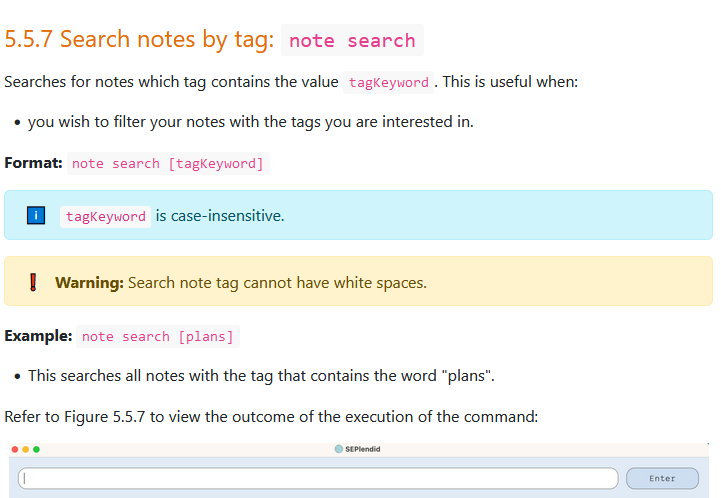 5.5.7 Search notes by tag: note search
Searches for notes which tag contains the value tagKeyword. This is useful when:
• you wish to filter your notes with the tags you are interested in.
Format: note search [tagKeyword]
i tagKeyword is case-insensitive.
❗ Warning: Search note tag cannot have white spaces.
Example: note search [plans]
• This searches all notes with the tag that contains the word "plans".
Refer to Figure 5.5.7 to view the outcome of the execution of the command:
SEPlendid
Enter